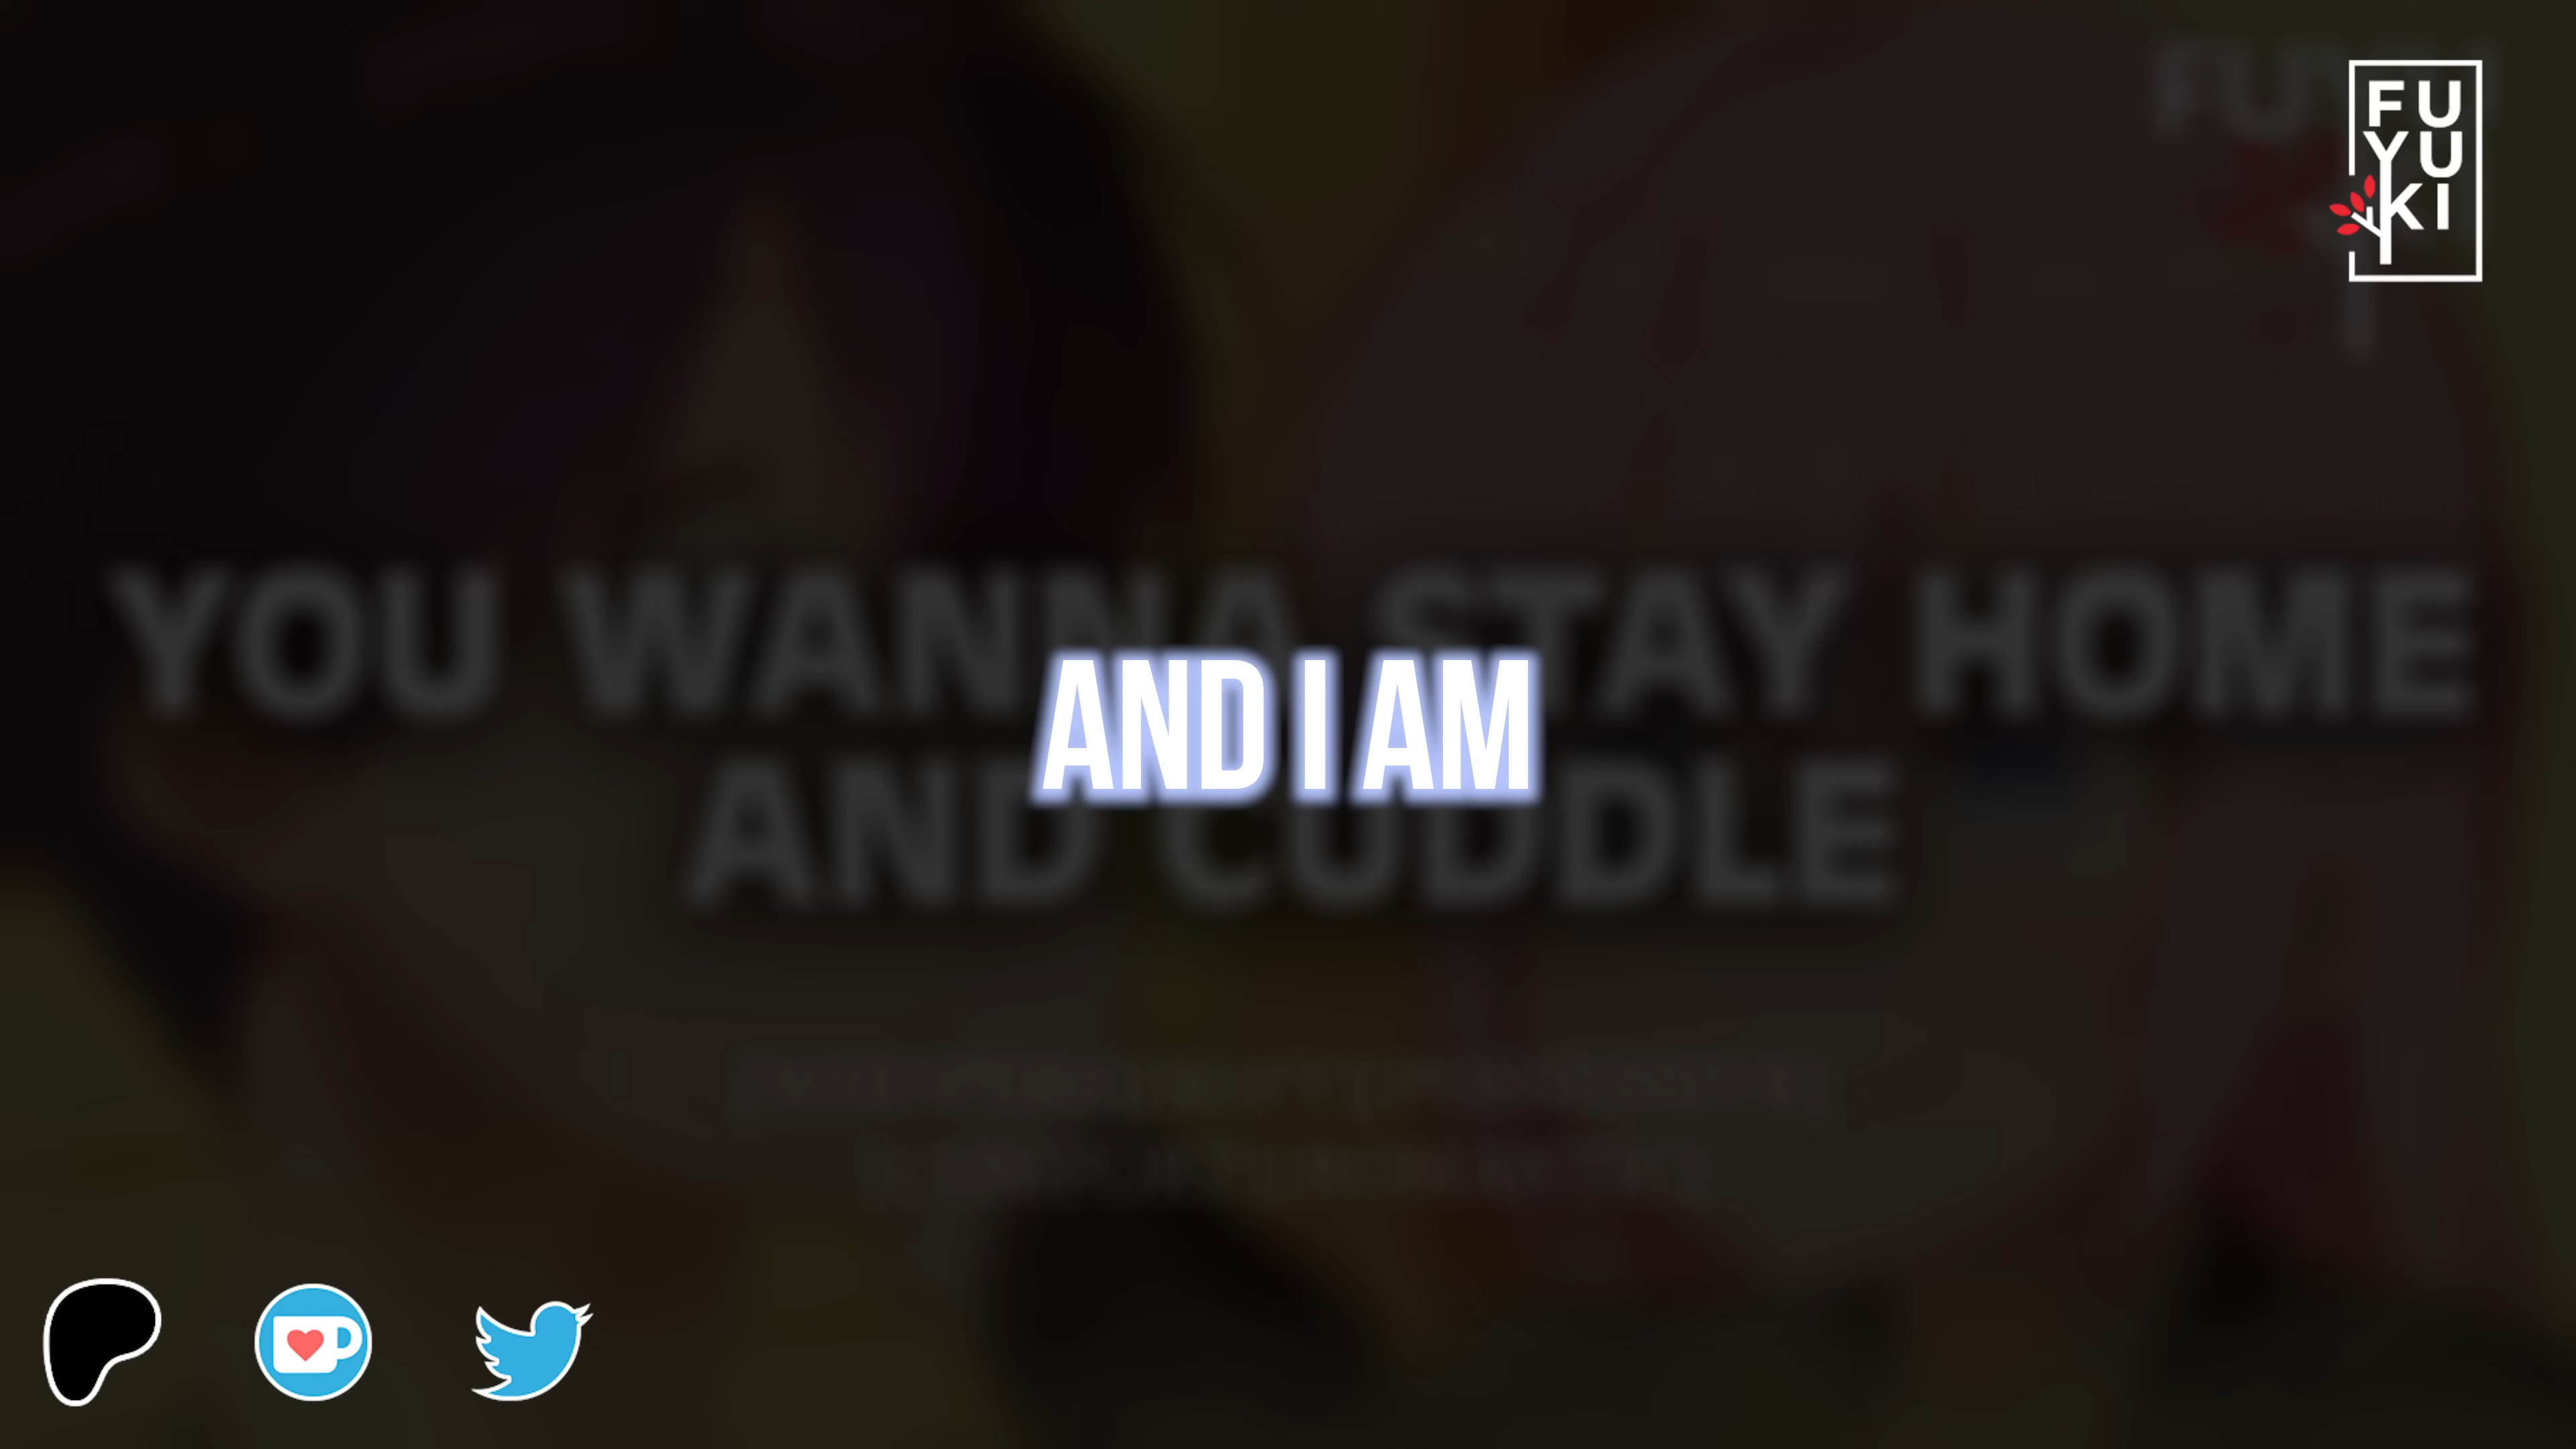 FU
YU
KI
YOU WANNA STAY HOME
AND I AM
AND CUDDLE